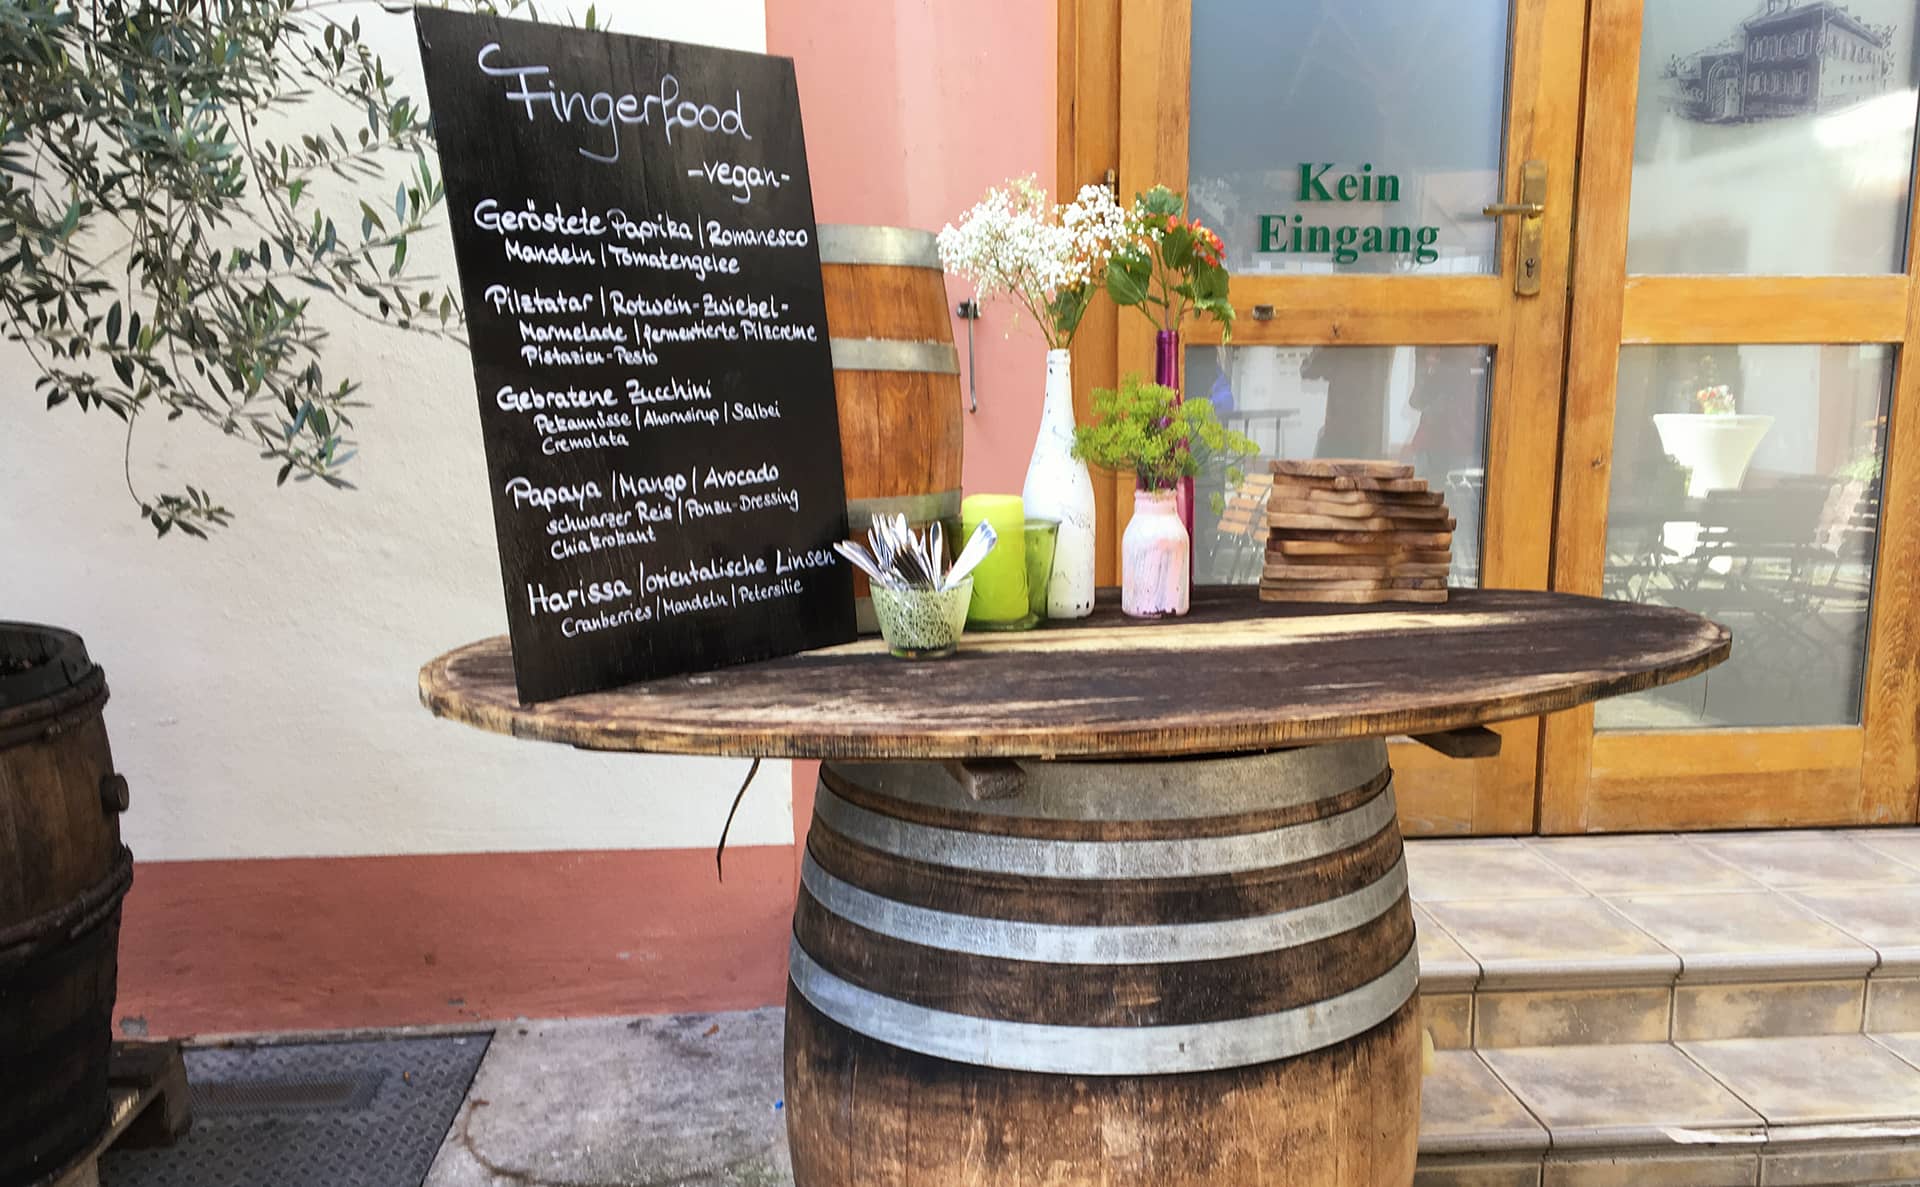 Fingerfood
-vegan-
Geröstete Paprika | Romanesco
Mandeln | Tomatengelee
Pilztatar | Rotwein-Zwiebel-
Marmelade | fermentierte Pilzcreme
Pistazien-Pesto
Gebratene Zucchini
Pekannüsse | Ahornsirup | Salbei
Cremolata
Papaya | Mango | Avocado
schwarzer Reis | Ponzu-Dressing
Chiakrokant
Harissa | orientalische Linsen
Cranberries | Mandeln | Petersilie
Kein
Eingang